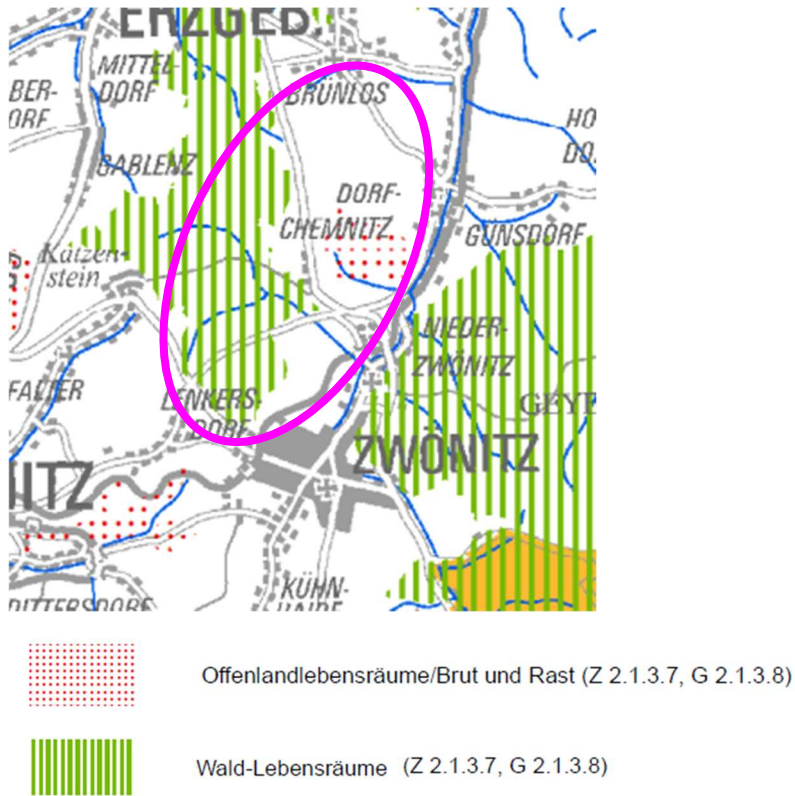 ERZGEB.
MITTEL-
DORF
BER-
ORF
BRÜNLOS
HO
DO
GABLENZ
DORF-
CHEMNITZ
GÜNSDORF
Katzen-
stein
NIEDER-
ZWÖNITZ
FALTER
LENKERS-
DORF
GEYE
ZWÖNITZ
NITZ
KÜHN-
HAIDE
DITTERSDORF
Offenlandlebensräume/Brut und Rast (Z 2.1.3.7, G 2.1.3.8)
Wald-Lebensräume (Z 2.1.3.7, G 2.1.3.8)